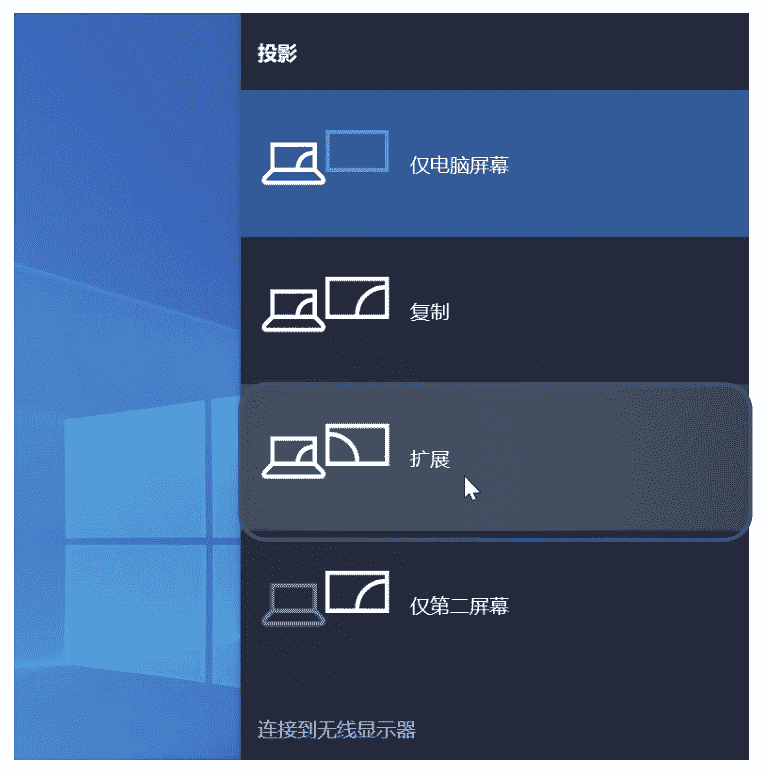 投影
仅电脑屏幕
复制
扩展
仅第二屏幕
连接到无线显示器